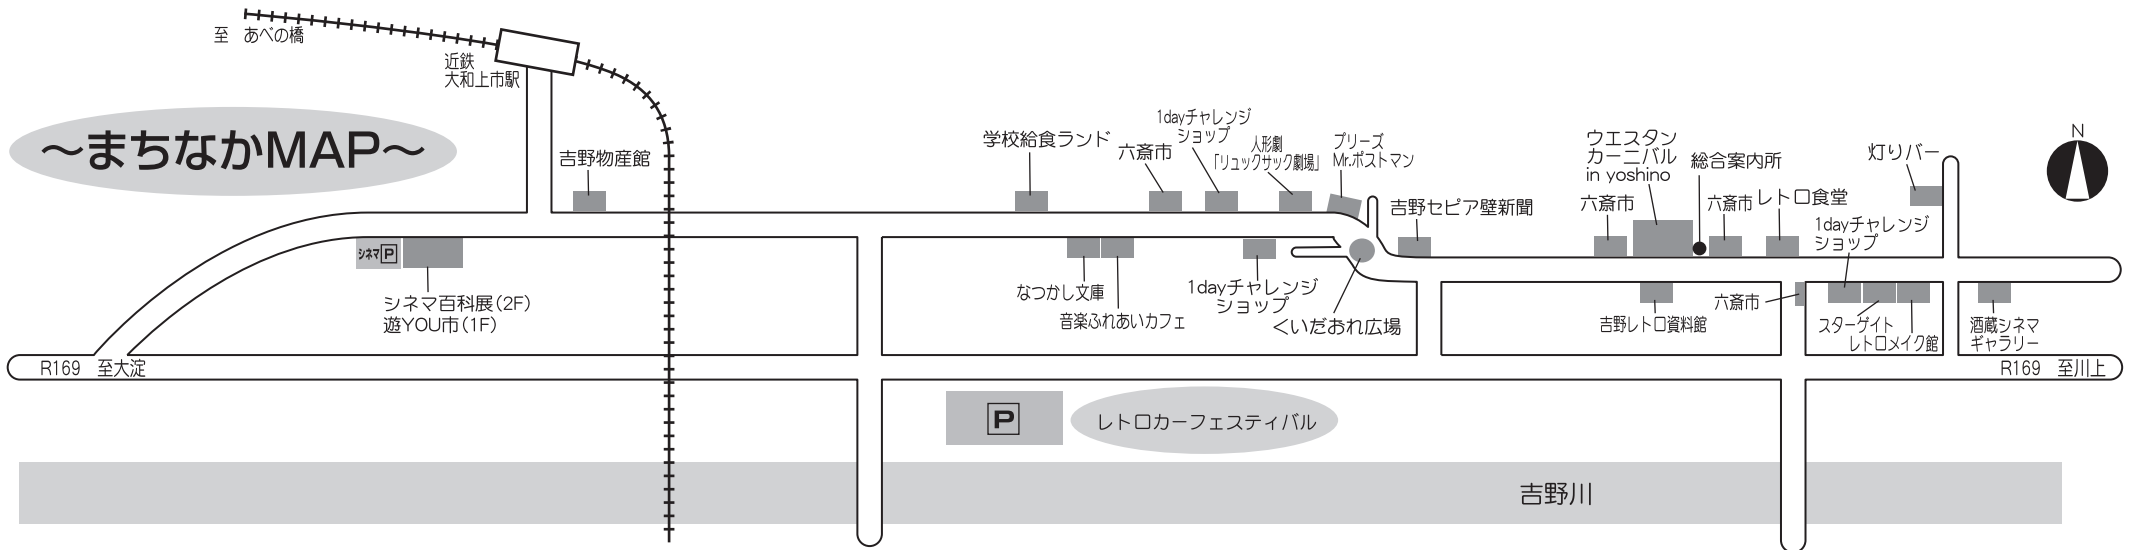 至 あべの橋
近鉄
大和上市駅
～まちなかMAP～
吉野物産館
学校給食ランド
六斎市
1dayチャレンジ
ショップ
人形劇
「リュックサック劇場」
プリーズ
Mr.ポストマン
吉野セピア壁新聞
六斎市
ウエスタン
カーニバル
in yoshino
総合案内所
六斎市
レトロ食堂
1dayチャレンジ
ショップ
灯りバー
N
シネマ P
シネマ百科展(2F)
遊YOU市(1F)
なつかし文庫
音楽ふれあいカフェ
1dayチャレンジ
ショップ
くいだおれ広場
吉野レトロ資料館
六斎市
スターゲイト
レトロメイク館
酒蔵シネマ
ギャラリー
R169 至大淀
R169 至川上
P
レトロカーフェスティバル
吉野川